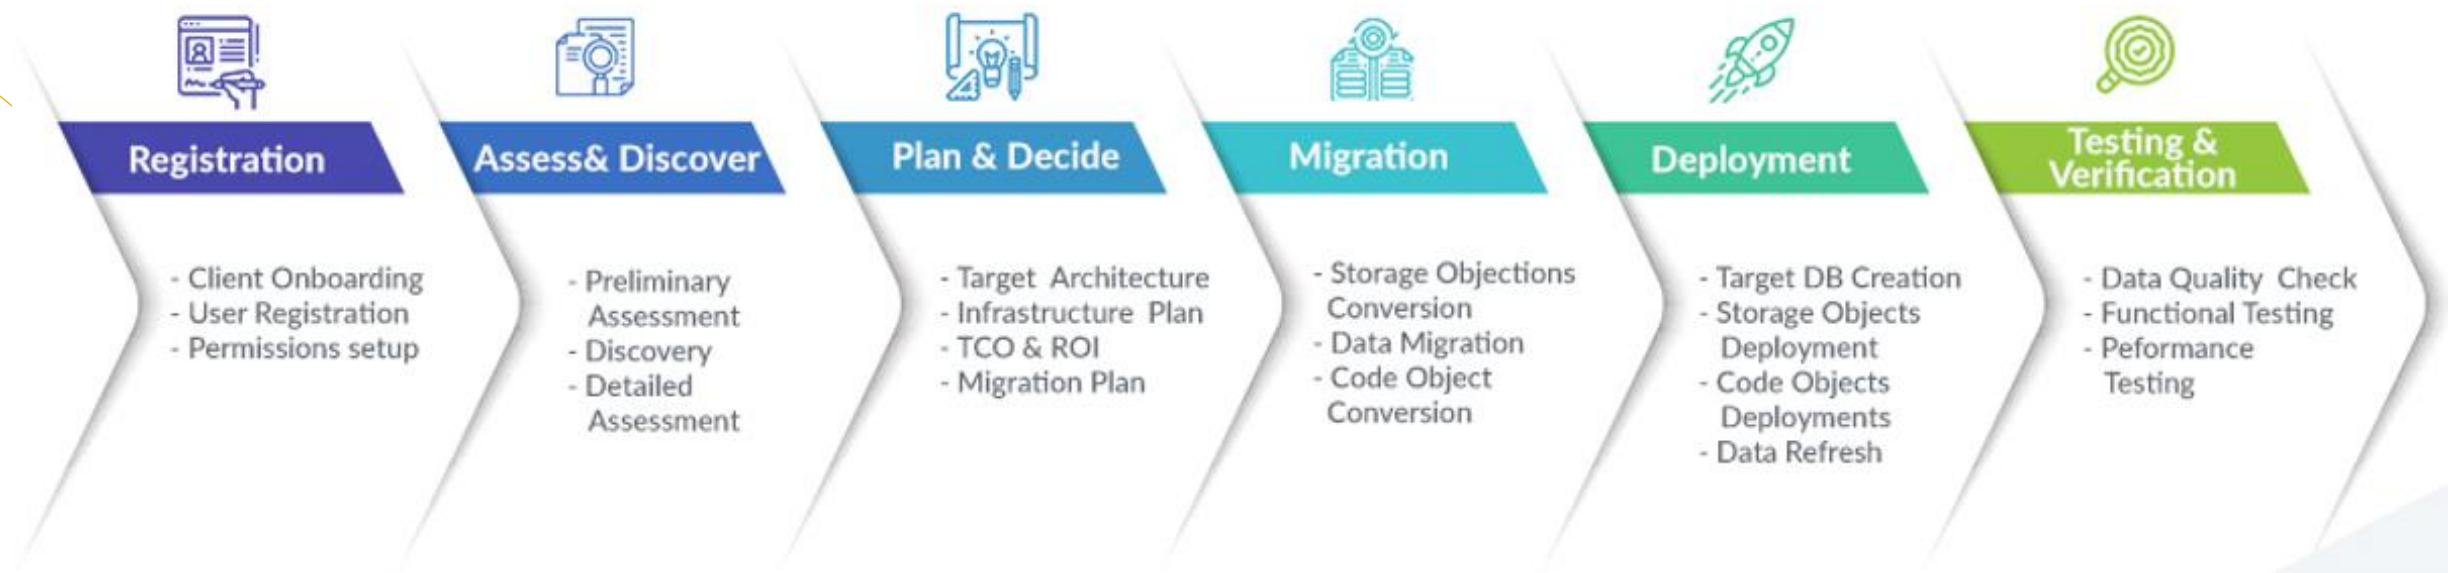 Registration
- Client Onboarding
- User Registration
- Permissions setup
Assess& Discover
- Preliminary
Assessment
- Discovery
- Detailed
Assessment
Plan & Decide
- Target Architecture
- Infrastructure Plan
- TCO & ROI
- Migration Plan
Migration
- Storage Objections
Conversion
- Data Migration
- Code Object
Conversion
Deployment
- Target DB Creation
- Storage Objects
Deployment
- Code Objects
Deployments
- Data Refresh
Testing &
Verification
- Data Quality Check
- Functional Testing
- Peformance
Testing